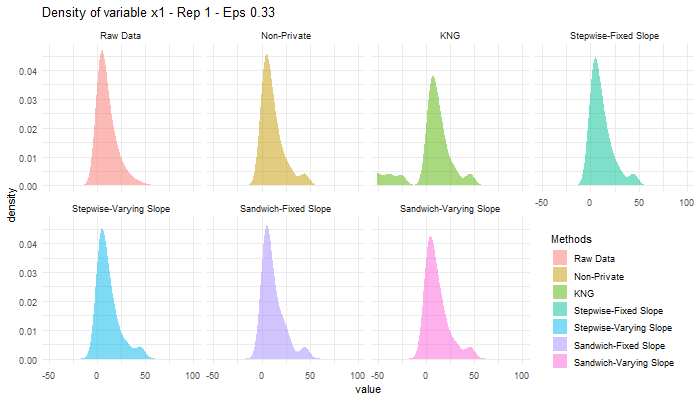 Density of variable x1 - Rep 1 - Eps 0.33
Raw Data
Non-Private
KNG
Stepwise-Fixed Slope
0.04
0.03
0.02
0.01
0.00
-50 0 50 100
density
Stepwise-Varying Slope
Sandwich-Fixed Slope
Sandwich-Varying Slope
0.04
0.03
0.02
0.01
0.00
-50 0 50 100
-50 0 50 100
-50 0 50 100
value
Methods
Raw Data
Non-Private
KNG
Stepwise-Fixed Slope
Stepwise-Varying Slope
Sandwich-Fixed Slope
Sandwich-Varying Slope